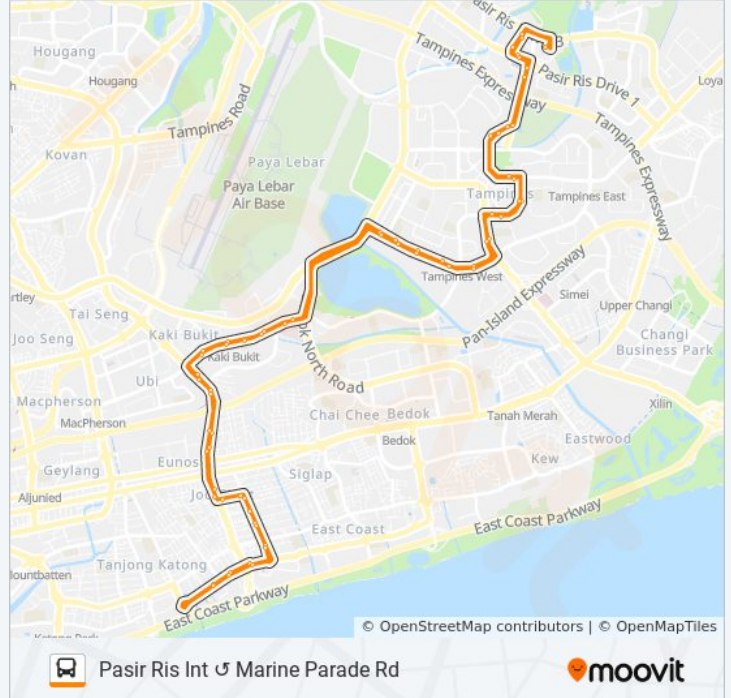 asir Ris
B
Hougang
Tampines Expressway
Hougang
Pasir Ris Drive 1
Loya
Tampines Road
Tampines Expressway
Kovan
Paya Lebar
Paya Lebar
Air Base
Tampines East
Tampines West
Pan-Island Expressway
Simei
Upper Changi
rtley
Tai Seng
Joo Seng
Kaki Bukit
Kaki Bukit
ok North Road
Changi
Business Park
Ubi
Macpherson
MacPherson
Chai Chee
Bedok
Tanah Merah
Xilin
Bedok
Eastwood
Eunos
Kew
Geylang
Siglap
Aljunied
East Coast
East Coast Parkway
Tanjong Katong
ountbatten
East Coast Parkway
© OpenStreetMap contributors | © OpenMapTiles
Pasir Ris Int ↺ Marine Parade Rd
moovit